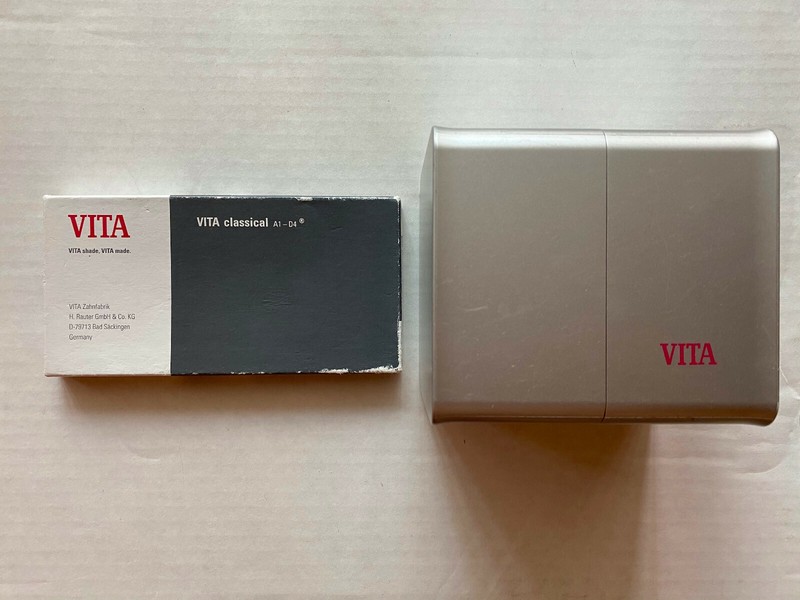 VITA
VITA shade, VITA made.
VITA Zahnfabrik
H. Rauter GmbH & Co. KG
D-79713 Bad Säckingen
Germany
VITA classical A1–D4®
VITA